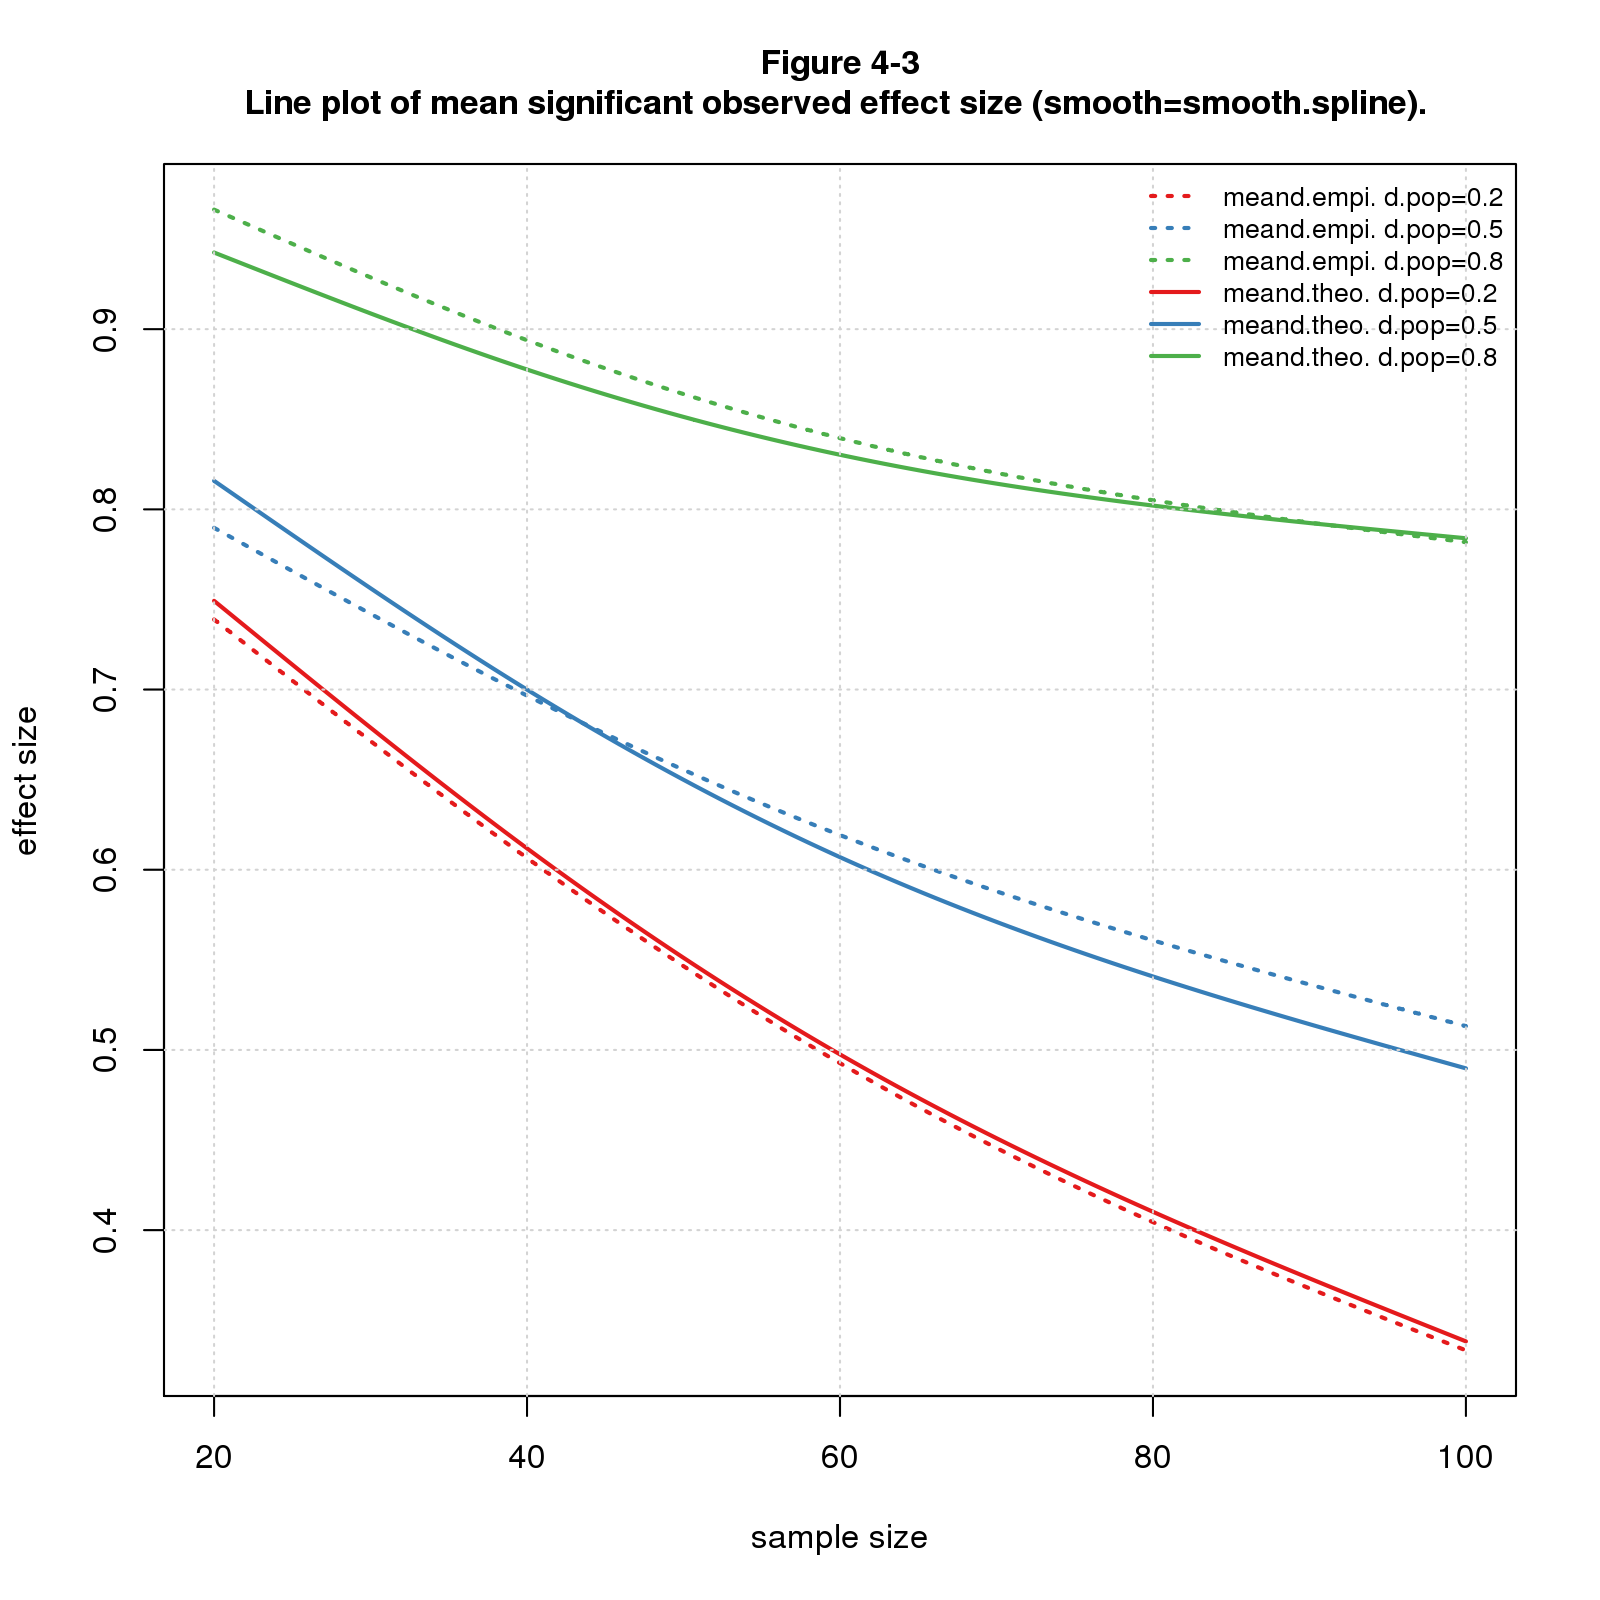 Figure 4-3
Line plot of mean significant observed effect size (smooth=smooth.spline).
meand.empi. d.pop=0.2
meand.empi. d.pop=0.5
meand.empi. d.pop=0.8
meand.theo. d.pop=0.2
meand.theo. d.pop=0.5
meand.theo. d.pop=0.8
effect size
0.9
0.8
0.7
0.6
0.5
0.4
20 40 60 80 100
sample size